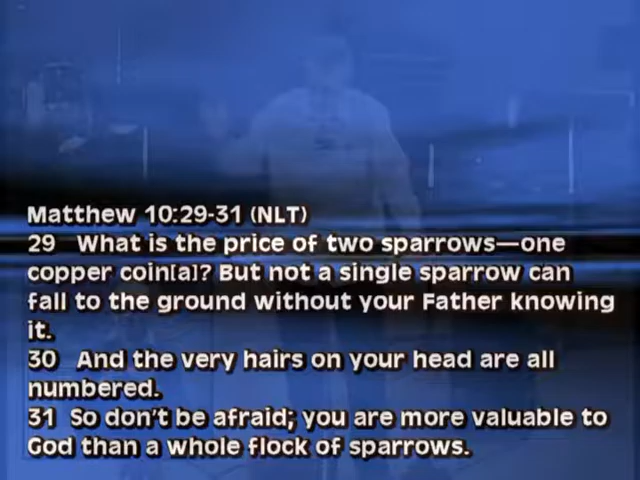 Matthew 10:29-31 (NLT)
29 What is the price of two sparrows—one
copper coin[a]? But not a single sparrow can
fall to the ground without your Father knowing
it.
30 And the very hairs on your head are all
numbered.
31 So don't be afraid; you are more valuable to
God than a whole flock of sparrows.